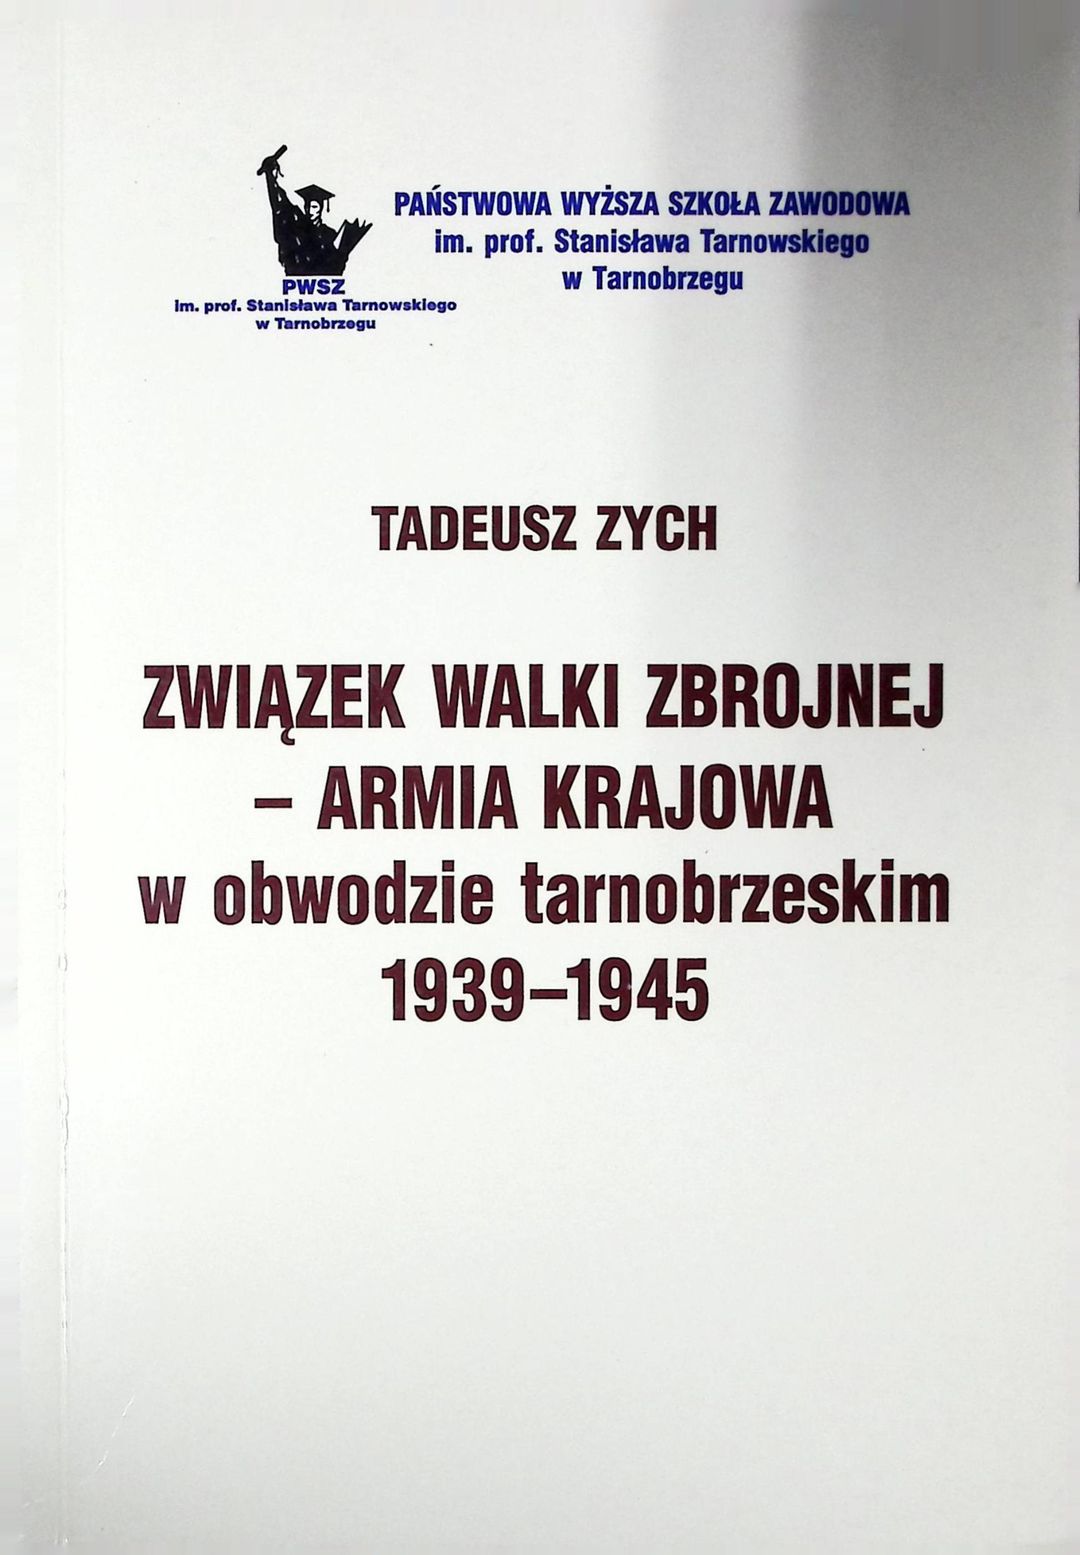 PAŃSTWOWA WYŻSZA SZKOŁA ZAWODOWA
im. prof. Stanisława Tarnowskiego
w Tarnobrzegu
PWSZ
im. prof. Stanisława Tarnowskiego
w Tarnobrzegu
TADEUSZ ZYCH
ZWIĄZEK WALKI ZBROJNEJ
– ARMIA KRAJOWA
w obwodzie tarnobrzeskim
1939–1945